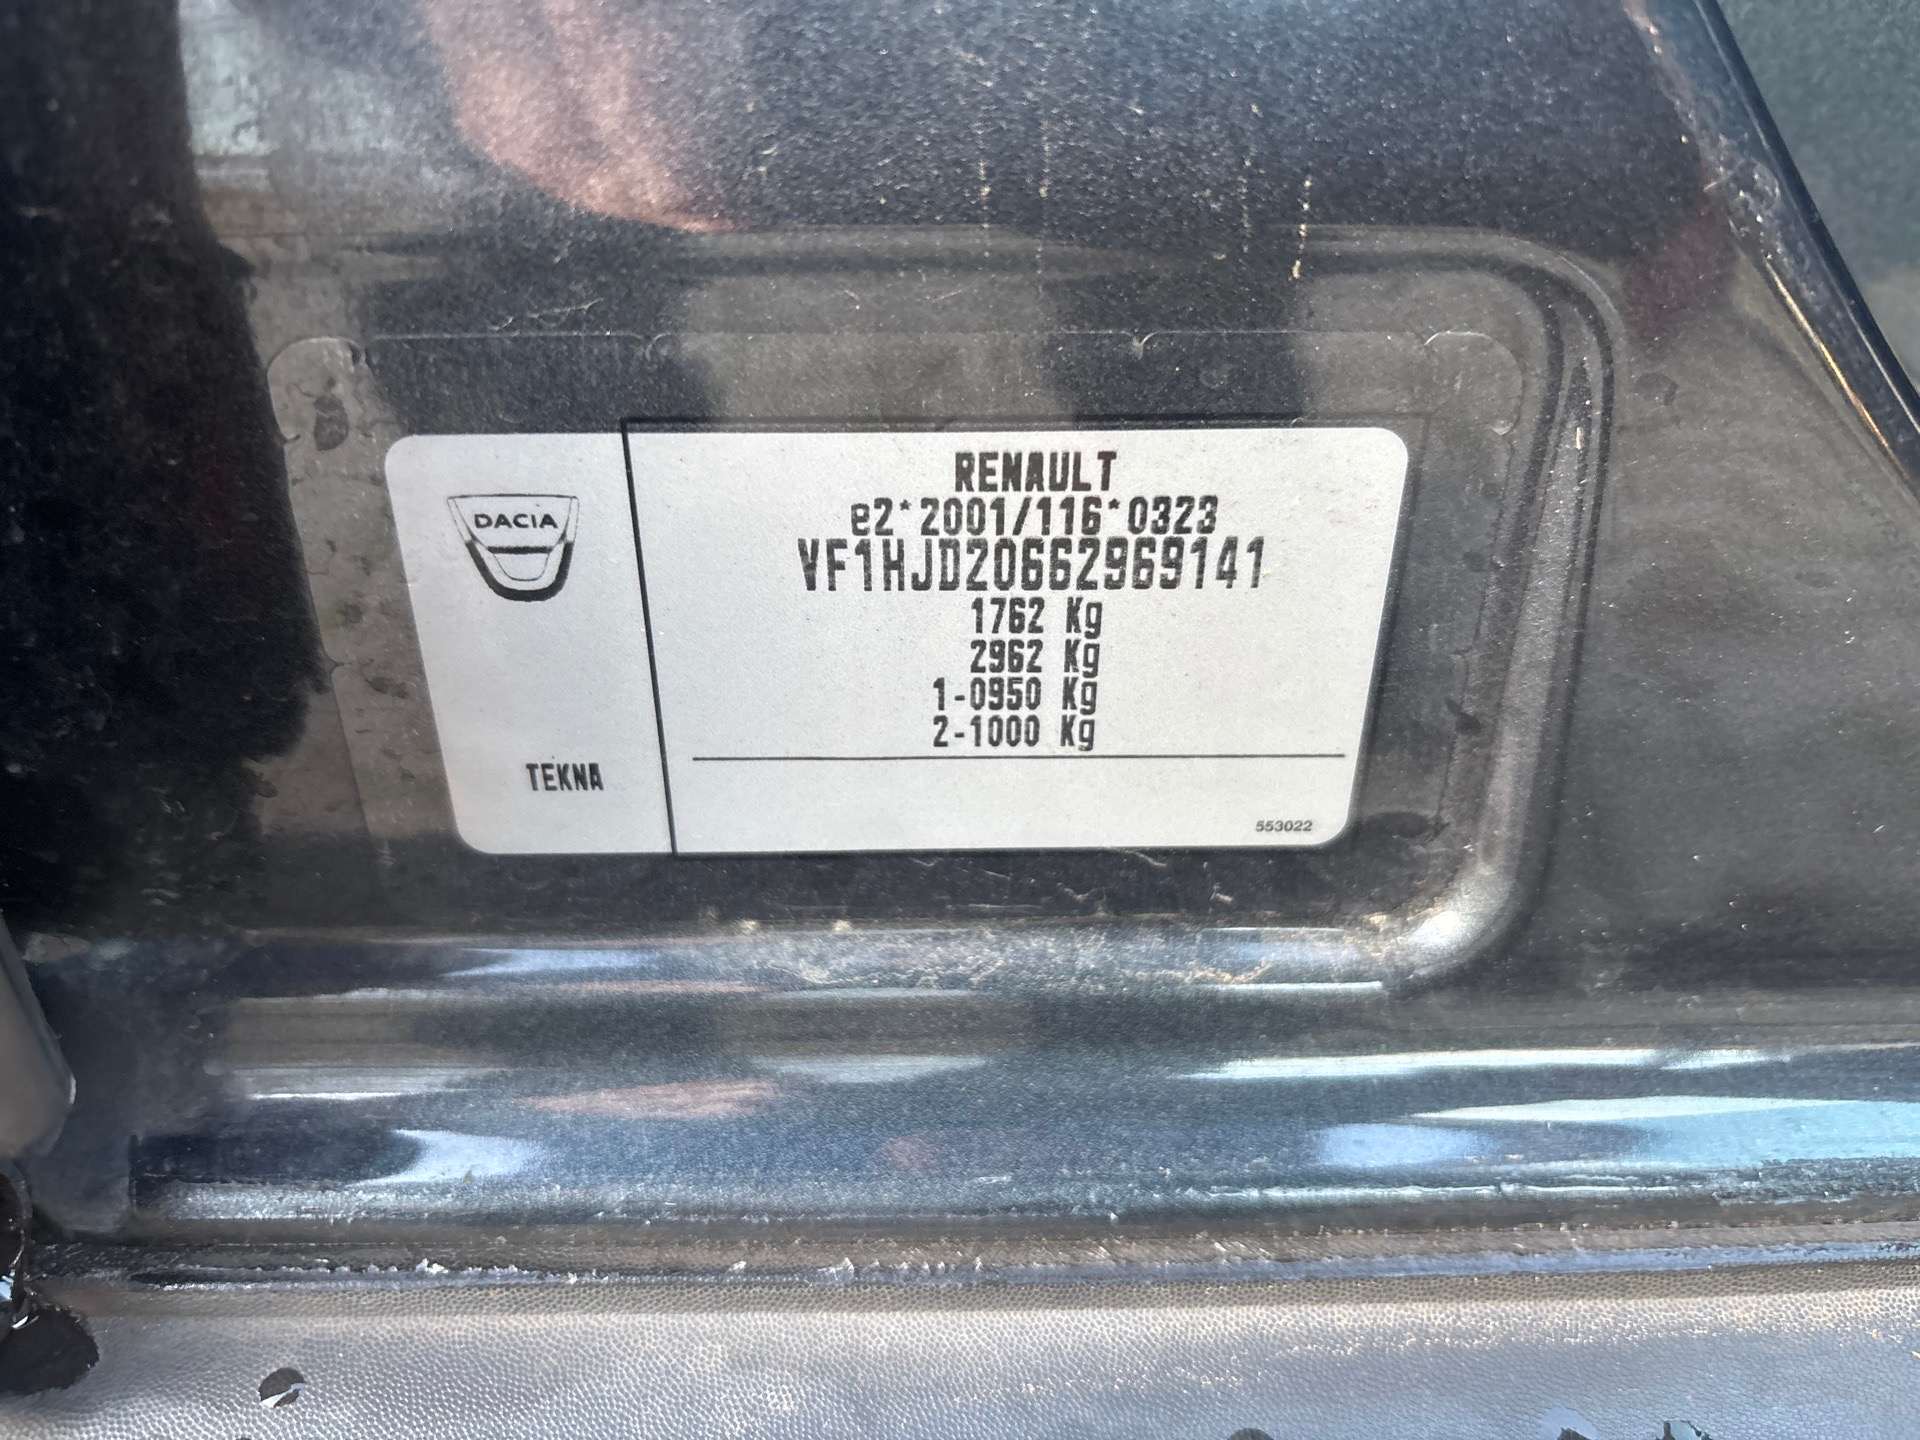 DACIA
TEKNA
RENAULT
e2*2001/116*0323
VF1HJD20662969141
1762 Kg
2962 Kg
1-0950 Kg
2-1000 Kg
553022